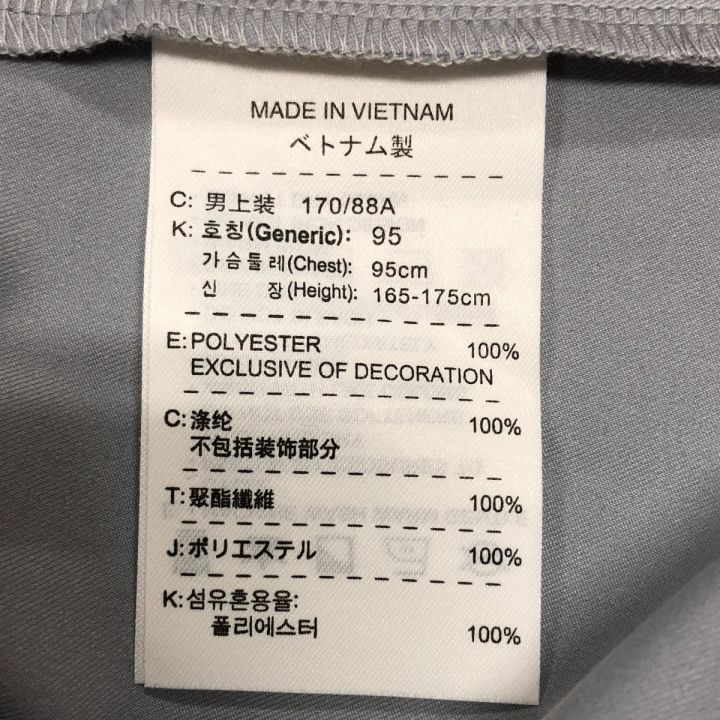 MADE IN VIETNAM
ベトナム製
C: 男上装 170/88A
K: 호칭(Generic): 95
가슴둘레(Chest): 95cm
신 장(Height): 165-175cm
E: POLYESTER 100%
EXCLUSIVE OF DECORATION
C: 涤纶 100%
不包括装饰部分
T: 聚酯纖維 100%
J: ポリエステル 100%
K: 섬유혼용율:
폴리에스터 100%